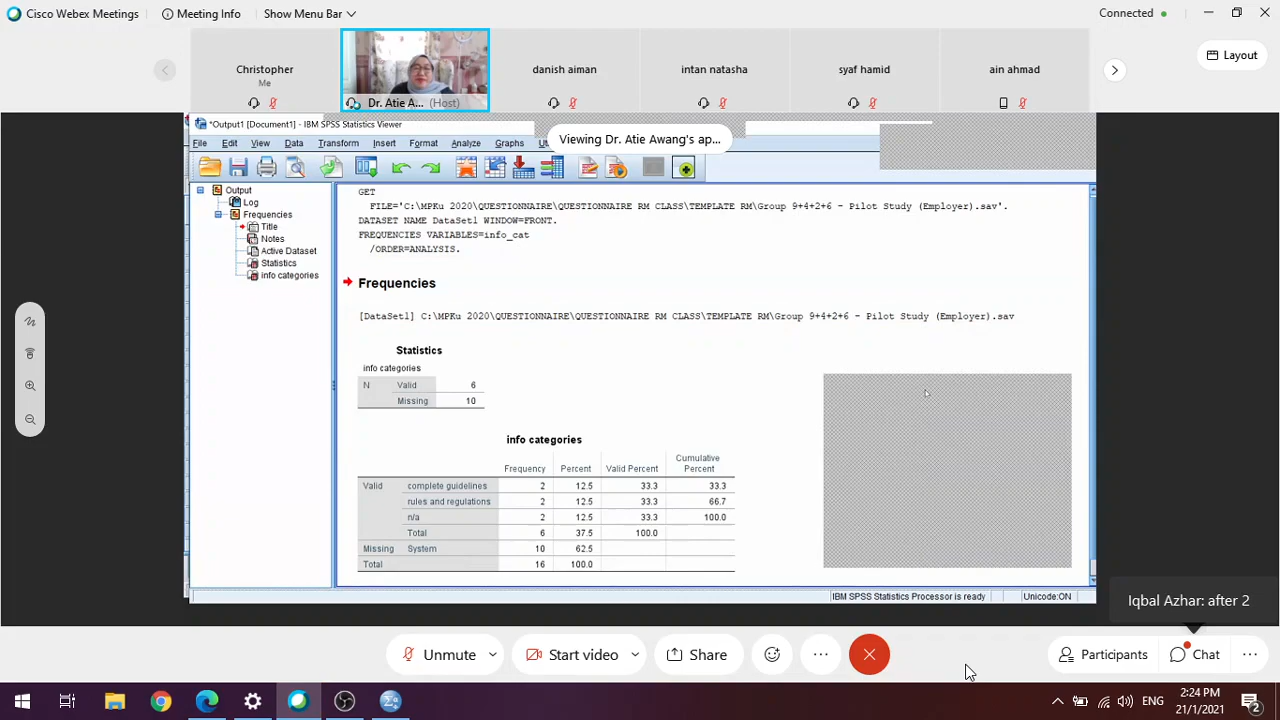 Cisco Webex Meetings
Meeting Info
Show Menu Bar
Connected
Christopher
Me
Dr. Atie A... (Host)
danish aiman
intan natasha
syaf hamid
ain ahmad
Layout
*Output1 [Document1] - IBM SPSS Statistics Viewer
Viewing Dr. Atie Awang's ap...
File Edit View Data Transform Insert Format Analyze Graphs
Output
Log
Frequencies
Title
Notes
Active Dataset
Statistics
info categories
GET
FILE='C:\MPKu 2020\QUESTIONNAIRE\QUESTIONNAIRE RM CLASS\TEMPLATE RM\Group 9+4+2+6 - Pilot Study (Employer).sav'.
DATASET NAME DataSet1 WINDOW=FRONT.
FREQUENCIES VARIABLES=info_cat
/ORDER=ANALYSIS.
Frequencies
[DataSet1] C:\MPKu 2020\QUESTIONNAIRE\QUESTIONNAIRE RM CLASS\TEMPLATE RM\Group 9+4+2+6 - Pilot Study (Employer).sav
Statistics
info categories
N Valid 6
Missing 10
info categories
Frequency Percent Valid Percent Cumulative Percent
Valid complete guidelines 2 12.5 33.3 33.3
rules and regulations 2 12.5 33.3 66.7
n/a 2 12.5 33.3 100.0
Total 6 37.5 100.0
Missing System 10 62.5
Total 16 100.0
IBM SPSS Statistics Processor is ready Unicode:ON
Iqbal Azhar: after 2
Unmute
Start video
Share
Participants
Chat
ENG
2:24 PM
21/1/2021
2